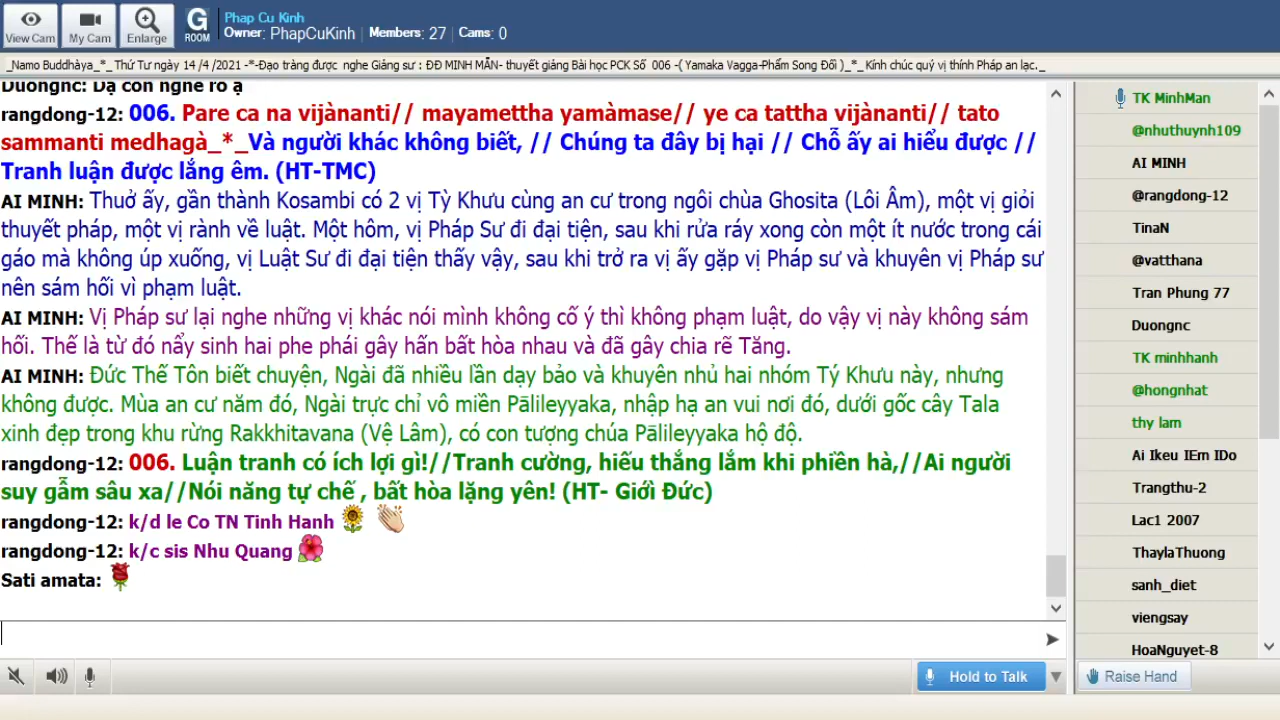 View Cam
My Cam
Enlarge
G
ROOM
Phap Cu Kinh
Owner: PhapCuKinh | Members: 27 | Cams: 0
_Namo Buddhàya_*_ Thứ Tư ngày 14 /4 /2021 -*-Đạo tràng được nghe Giảng sư : ĐĐ MINH MẪN- thuyết giảng Bài học PCK Số 006 -( Yamaka Vagga-Phẩm Song Đối )_*_ Kính chúc quý vị thính Pháp an lạc._
Duongnc: Dạ con nghe rõ ạ
rangdong-12: 006. Pare ca na vijànanti// mayamettha yamàmase// ye ca tattha vijànanti// tato
sammanti medhagà_*_Và người khác không biết, // Chúng ta đây bị hại // Chỗ ấy ai hiểu được //
Tranh luận được lắng êm. (HT-TMC)
AI MINH: Thuở ấy, gần thành Kosambi có 2 vị Tỳ Khưu cùng an cư trong ngôi chùa Ghosita (Lôi Âm), một vị giỏi
thuyết pháp, một vị rành về luật. Một hôm, vị Pháp Sư đi đại tiện, sau khi rửa ráy xong còn một ít nước trong cái
gáo mà không úp xuống, vị Luật Sư đi đại tiện thấy vậy, sau khi trở ra vị ấy gặp vị Pháp sư và khuyên vị Pháp sư
nên sám hối vì phạm luật.
AI MINH: Vị Pháp sư lại nghe những vị khác nói mình không cố ý thì không phạm luật, do vậy vị này không sám
hối. Thế là từ đó nẩy sinh hai phe phái gây hấn bất hòa nhau và đã gây chia rẽ Tăng.
AI MINH: Đức Thế Tôn biết chuyện, Ngài đã nhiều lần dạy bảo và khuyên nhủ hai nhóm Tý Khưu này, nhưng
không được. Mùa an cư năm đó, Ngài trực chỉ vô miền Pālileyyaka, nhập hạ an vui nơi đó, dưới gốc cây Tala
xinh đẹp trong khu rừng Rakkhitavana (Vệ Lâm), có con tượng chúa Pālileyyaka hộ độ.
rangdong-12: 006. Luận tranh có ích lợi gì!//Tranh cường, hiếu thắng lắm khi phiền hà,//Ai người
suy gẫm sâu xa//Nói năng tự chế , bất hòa lặng yên! (HT- Giới Đức)
rangdong-12: k/d le Co TN Tinh Hanh
rangdong-12: k/c sis Nhu Quang
Sati amata:
TK MinhMan
@nhuthuynh109
AI MINH
@rangdong-12
TinaN
@vatthana
Tran Phung 77
Duongnc
TK minhhanh
@hongnhat
thy lam
Ai Ikeu IEm IDo
Trangthu-2
Lac1 2007
ThaylaThuong
sanh_diet
viengsay
HoaNguyet-8
Hold to Talk
Raise Hand